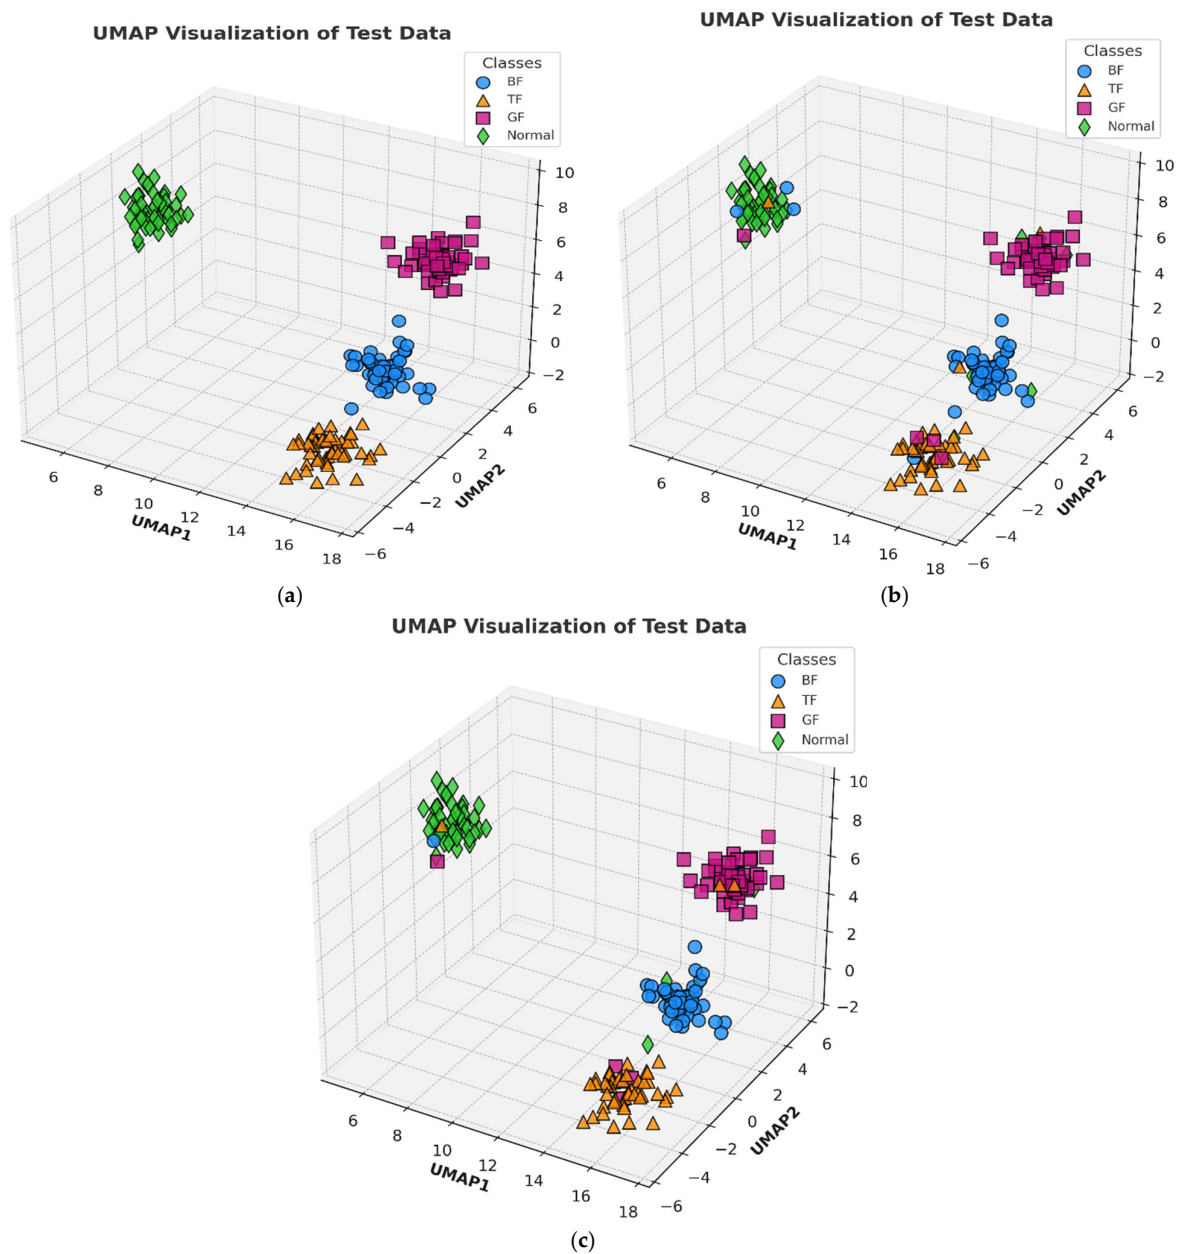 UMAP Visualization of Test Data
Classes
BF
TF
GF
Normal
10
8
6
4
2
0
−2
6
4
2
0
−2
−4
−6
UMAP2
6
8
10
12
14
16
18
UMAP1
(a)
UMAP Visualization of Test Data
Classes
BF
TF
GF
Normal
10
8
6
4
2
0
−2
6
4
2
0
−2
−4
−6
UMAP2
6
8
10
12
14
16
18
UMAP1
(b)
UMAP Visualization of Test Data
Classes
BF
TF
GF
Normal
10
8
6
4
2
0
−2
6
4
2
0
−2
−4
−6
UMAP2
6
8
10
12
14
16
18
UMAP1
(c)